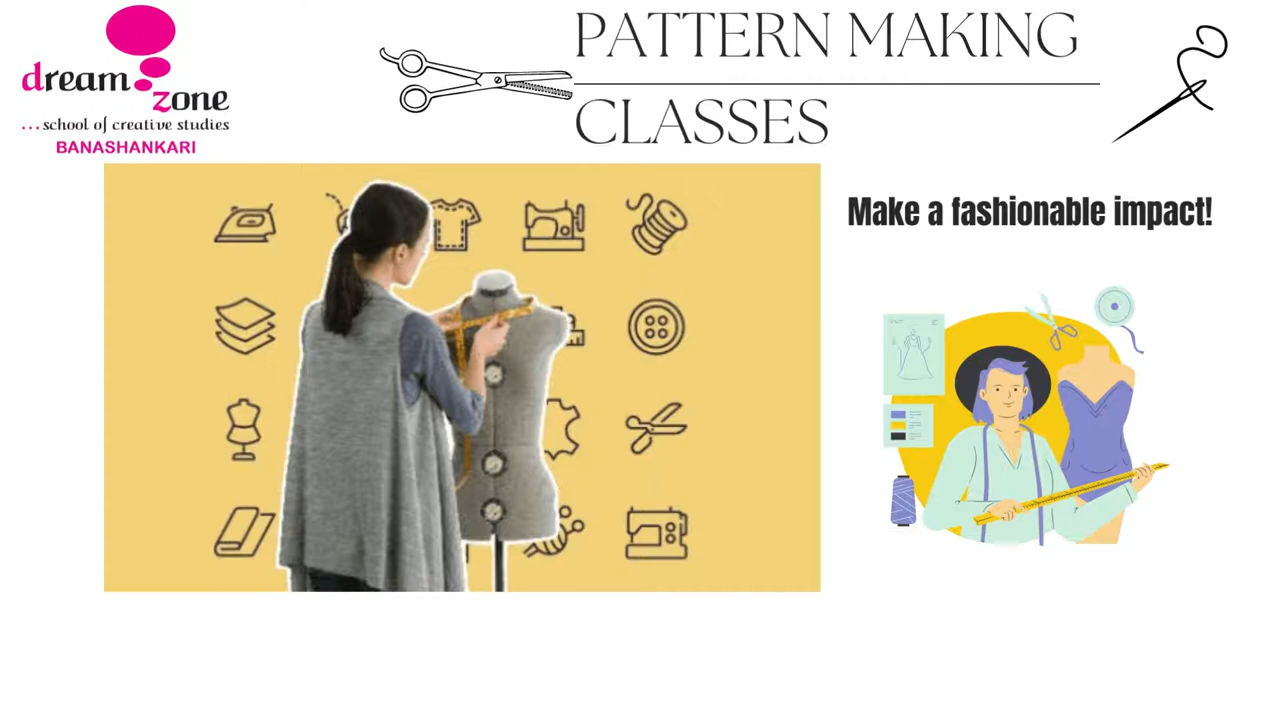 dream
zone
...school of creative studies
BANASHANKARI
PATTERN MAKING
CLASSES
Make a fashionable impact!